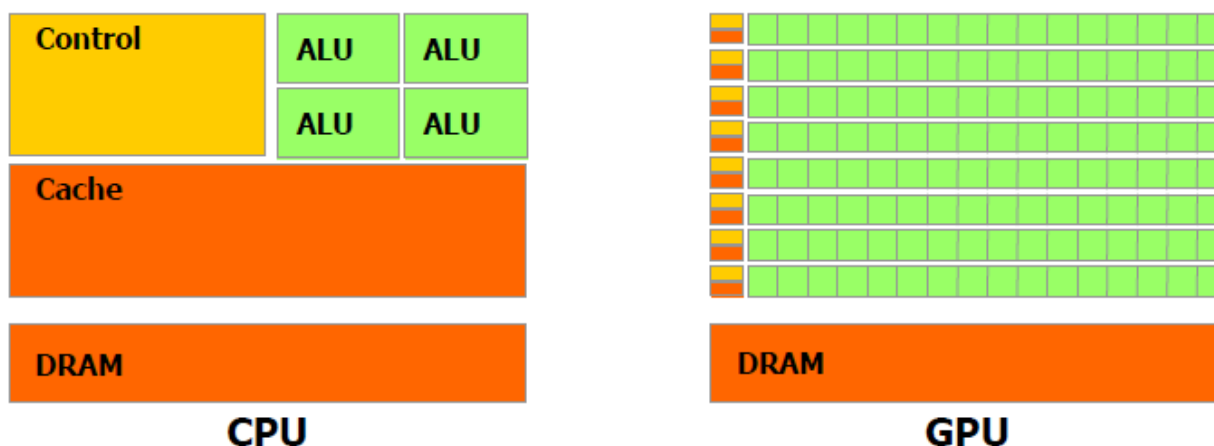 Control
ALU ALU
ALU ALU
Cache
DRAM
CPU
DRAM
GPU